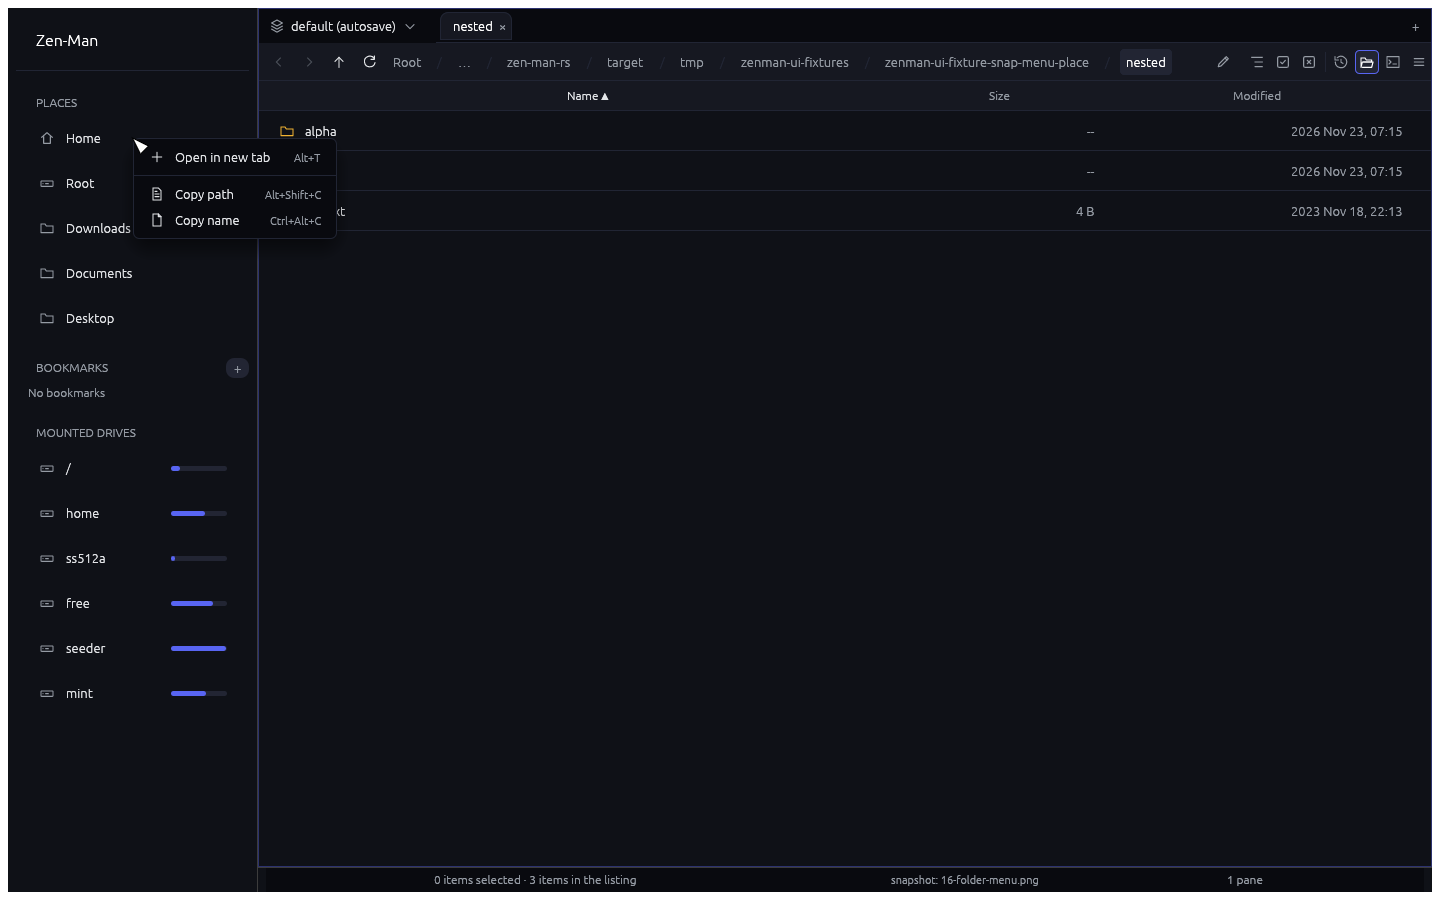 Zen-Man
default (autosave)
nested ×
+
Root / ... / zen-man-rs / target / tmp / zenman-ui-fixtures / zenman-ui-fixture-snap-menu-place / nested
PLACES
Home
Root
Downloads
Documents
Desktop
BOOKMARKS +
No bookmarks
MOUNTED DRIVES
/
home
ss512a
free
seeder
mint
Name ▲ Size Modified
alpha -- 2026 Nov 23, 07:15
-- 2026 Nov 23, 07:15
4 B 2023 Nov 18, 22:13
Open in new tab Alt+T
Copy path Alt+Shift+C
Copy name Ctrl+Alt+C
0 items selected · 3 items in the listing
snapshot: 16-folder-menu.png
1 pane